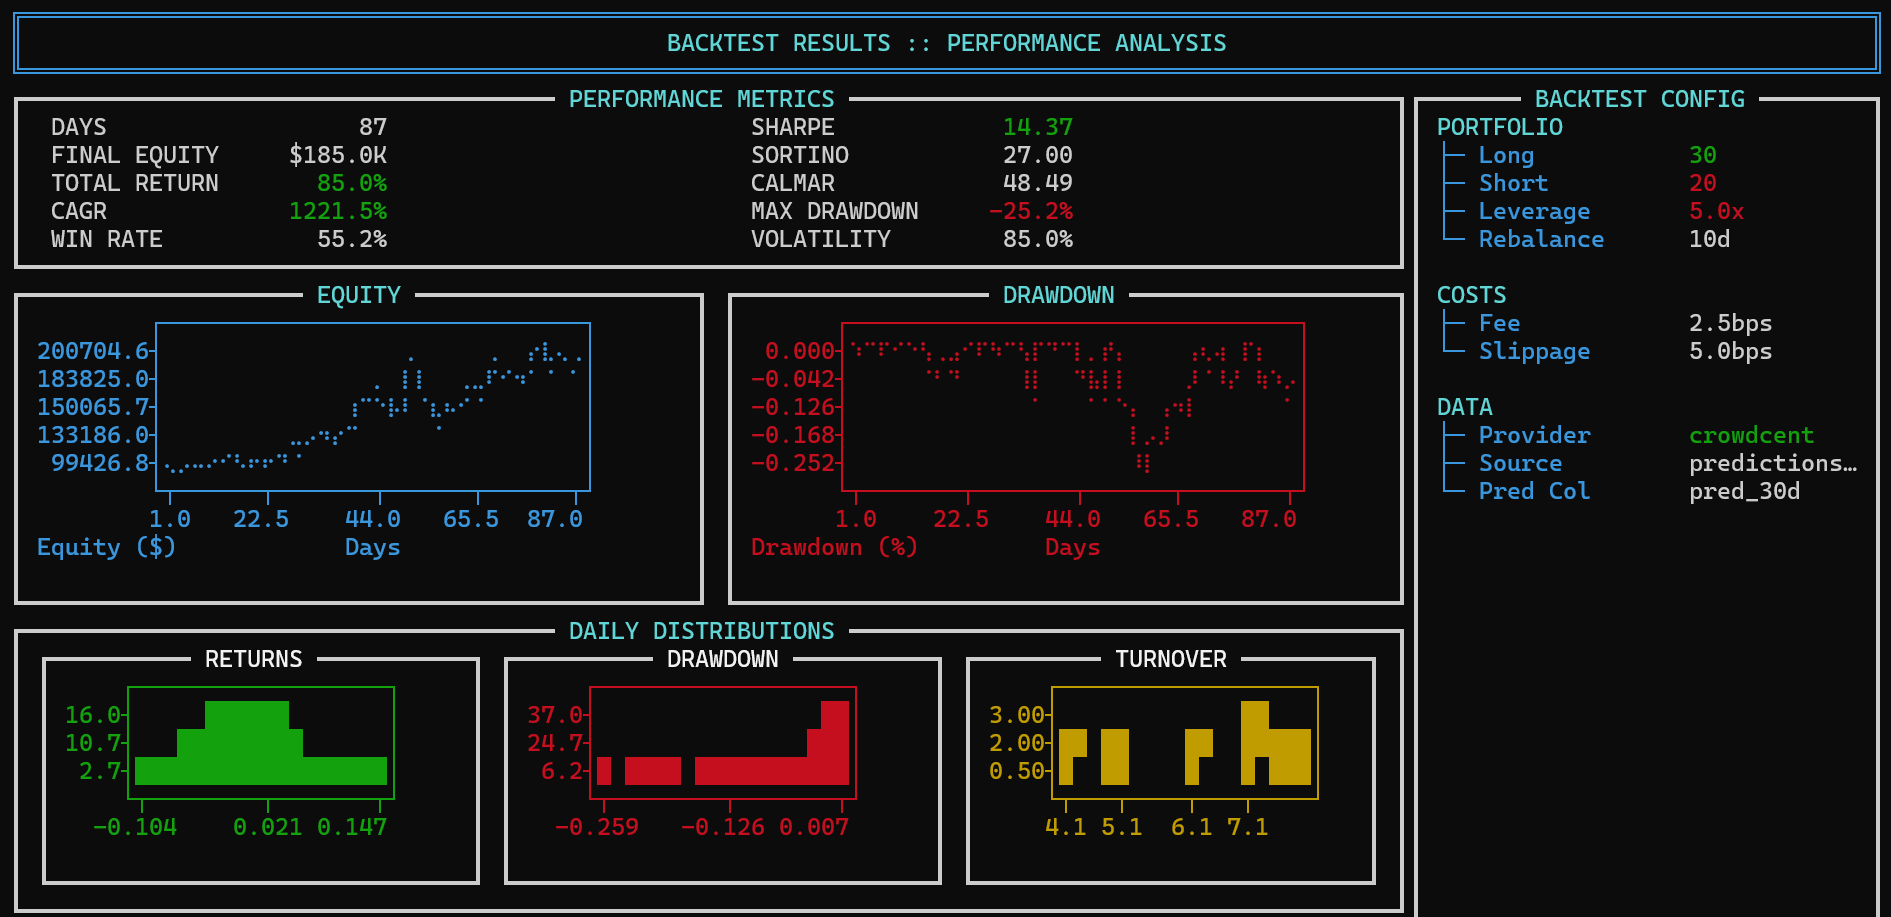 BACKTEST RESULTS :: PERFORMANCE ANALYSIS
PERFORMANCE METRICS
DAYS 87
FINAL EQUITY $185.0K
TOTAL RETURN 85.0%
CAGR 1221.5%
WIN RATE 55.2%
SHARPE 14.37
SORTINO 27.00
CALMAR 48.49
MAX DRAWDOWN -25.2%
VOLATILITY 85.0%
EQUITY
200704.6
183825.0
150065.7
133186.0
99426.8
1.0 22.5 44.0 65.5 87.0
Equity ($) Days
DRAWDOWN
0.000
-0.042
-0.126
-0.168
-0.252
1.0 22.5 44.0 65.5 87.0
Drawdown (%) Days
DAILY DISTRIBUTIONS
RETURNS
16.0
10.7
2.7
-0.104 0.021 0.147
DRAWDOWN
37.0
24.7
6.2
-0.259 -0.126 0.007
TURNOVER
3.00
2.00
0.50
4.1 5.1 6.1 7.1
BACKTEST CONFIG
PORTFOLIO
Long 30
Short 20
Leverage 5.0x
Rebalance 10d
COSTS
Fee 2.5bps
Slippage 5.0bps
DATA
Provider crowdcent
Source predictions…
Pred Col pred_30d